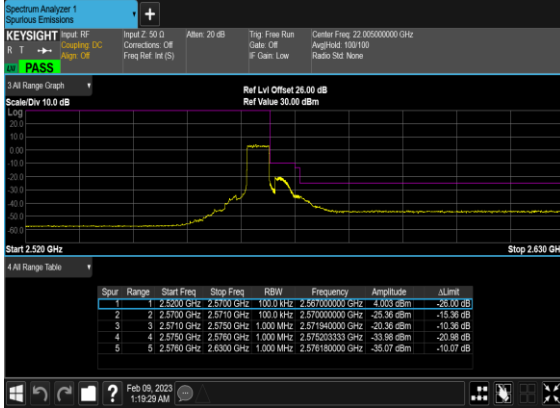 Spectrum Analyzer 1
Spurious Emissions
KEYSIGHT Input: RF Input Z: 50 Ω Atten: 20 dB Trig: Free Run Center Freq: 22.005000000 GHz
R T Coupling: DC Corrections: Off Gate: Off Avg|Hold: 100/100
Align: Off Freq Ref: Int (S) IF Gain: Low Radio Std: None
PASS
3 All Range Graph
Ref Lvl Offset 26.00 dB
Scale/Div 10.0 dB Ref Value 30.00 dBm
Log
20.0
10.0
0.00
-10.0
-20.0
-30.0
-40.0
-50.0
-60.0
Start 2.520 GHz Stop 2.630 GH
4 All Range Table
Spur Range Start Freq Stop Freq RBW Frequency Amplitude ΔLimit
1 1 2.5200 GHz 2.5700 GHz 100.0 kHz 2.567000000 GHz 4.003 dBm -26.00 dB
2 2 2.5700 GHz 2.5710 GHz 100.0 kHz 2.570000000 GHz -25.36 dBm -15.36 dB
3 3 2.5710 GHz 2.5750 GHz 1.000 MHz 2.571940000 GHz -20.36 dBm -10.36 dB
4 4 2.5750 GHz 2.5760 GHz 1.000 MHz 2.575203333 GHz -33.98 dBm -20.98 dB
5 5 2.5760 GHz 2.6300 GHz 1.000 MHz 2.576180000 GHz -35.07 dBm -10.07 dB
Feb 09, 2023
1:19:29 AM